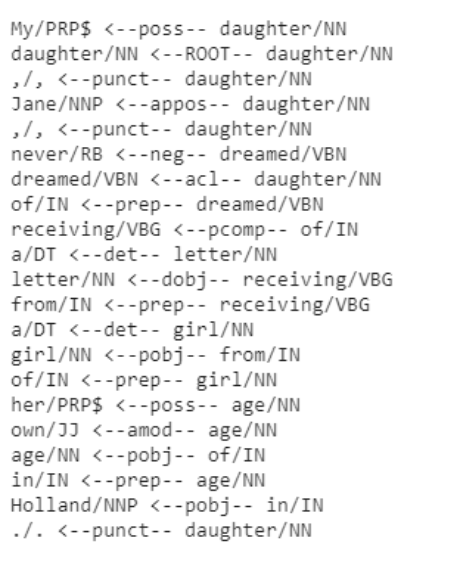 My/PRP$ <--poss-- daughter/NN
daughter/NN <--ROOT-- daughter/NN
,/, <--punct-- daughter/NN
Jane/NNP <--appos-- daughter/NN
,/, <--punct-- daughter/NN
never/RB <--neg-- dreamed/VBN
dreamed/VBN <--acl-- daughter/NN
of/IN <--prep-- dreamed/VBN
receiving/VBG <--pcomp-- of/IN
a/DT <--det-- letter/NN
letter/NN <--dobj-- receiving/VBG
from/IN <--prep-- receiving/VBG
a/DT <--det-- girl/NN
girl/NN <--pobj-- from/IN
of/IN <--prep-- girl/NN
her/PRP$ <--poss-- age/NN
own/JJ <--amod-- age/NN
age/NN <--pobj-- of/IN
in/IN <--prep-- age/NN
Holland/NNP <--pobj-- in/IN
./. <--punct-- daughter/NN